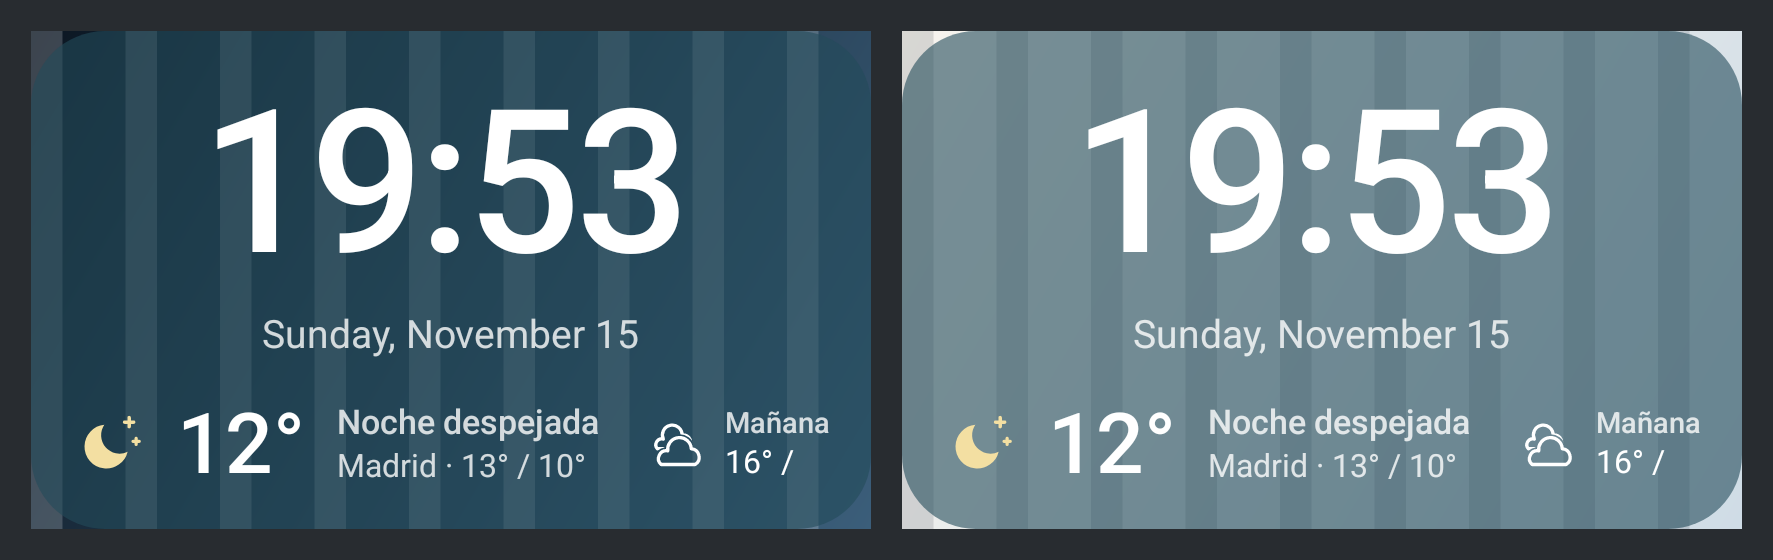 19:53
Sunday, November 15
12°
Noche despejada
Madrid · 13° / 10°
Mañana
16° /
19:53
Sunday, November 15
12°
Noche despejada
Madrid · 13° / 10°
Mañana
16° /